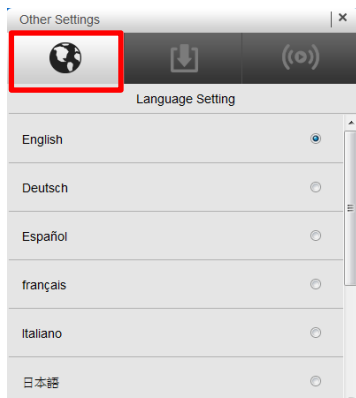 Other Settings
Language Setting
English
Deutsch
Español
français
Italiano
日本語